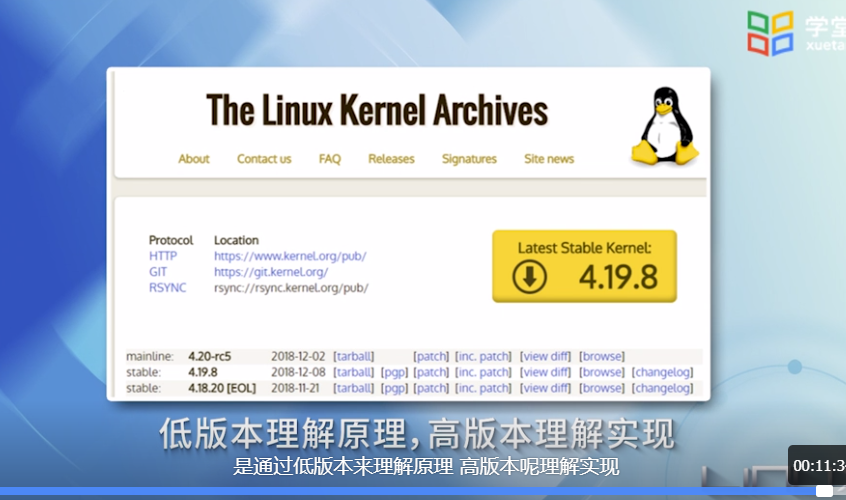 学堂
xueta
The Linux Kernel Archives
About Contact us FAQ Releases Signatures Site news
Protocol Location
HTTP https://www.kernel.org/pub/
GIT https://git.kernel.org/
RSYNC rsync://rsync.kernel.org/pub/
Latest Stable Kernel:
4.19.8
mainline: 4.20-rc5 2018-12-02 [tarball] [patch] [inc. patch] [view diff] [browse]
stable: 4.19.8 2018-12-08 [tarball] [pgp] [patch] [inc. patch] [view diff] [browse] [changelog]
stable: 4.18.20 [EOL] 2018-11-21 [tarball] [pgp] [patch] [inc. patch] [view diff] [browse] [changelog]
低版本理解原理，高版本理解实现
是通过低版本来理解原理 高版本呢理解实现
00:11:3